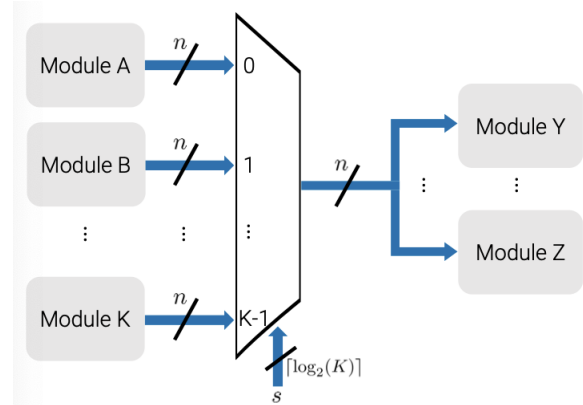 n
Module A
0
n
Module B
1
n
Module Y
⋮
⋮
⋮
⋮
⋮
Module Z
n
Module K
K-1
⌈log₂(K)⌉
s